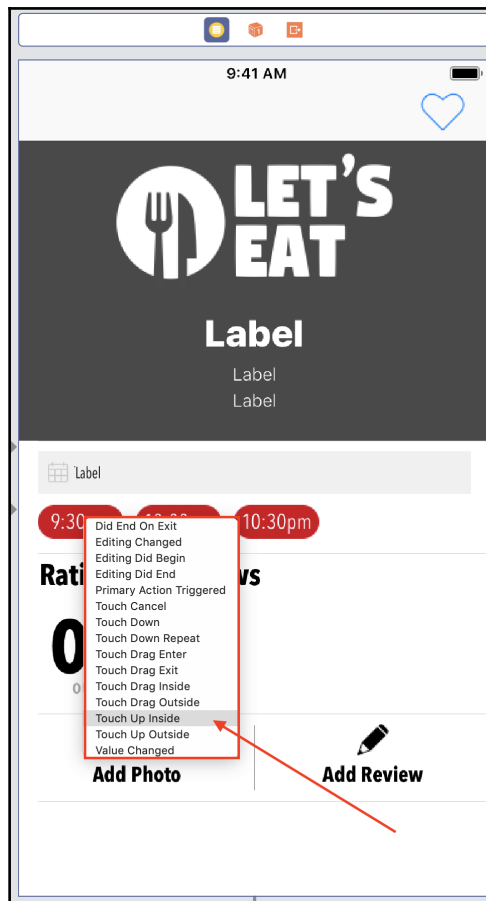 9:41 AM
LET'S
EAT
Label
Label
Label
Label
9:30
10:30pm
Did End On Exit
Editing Changed
Editing Did Begin
Editing Did End
Primary Action Triggered
Touch Cancel
Touch Down
Touch Down Repeat
Touch Drag Enter
Touch Drag Exit
Touch Drag Inside
Touch Drag Outside
Touch Up Inside
Touch Up Outside
Value Changed
Rati ws
0
0
Add Photo
Add Review